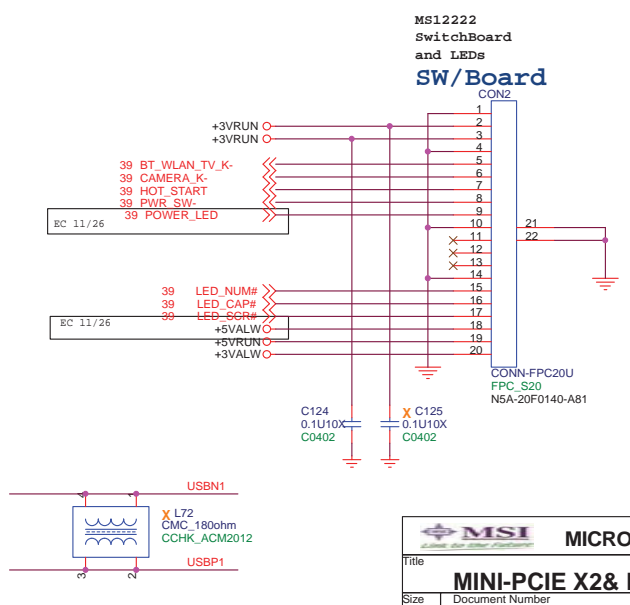 MS12222
SwitchBoard
and LEDs
SW/Board
CON2
1
+3VRUN 2
+3VRUN 3
4
39 BT_WLAN_TV_K- 5
39 CAMERA_K- 6
39 HOT_START 7
39 PWR_SW- 8
39 POWER_LED 9
EC 11/26
10 21
11 22
12
13
14
39 LED_NUM# 15
39 LED_CAP# 16
39 LED_SCR# 17
EC 11/26
+5VALW 18
+5VRUN 19
+3VALW 20
CONN-FPC20U
FPC_S20
N5A-20F0140-A81
C124
0.1U10X
C0402
X C125
0.1U10X
C0402
USBN1
4 1
X L72
CMC_180ohm
CCHK_ACM2012
3 2
USBP1
MSI MICRO
Link to the Future
Title
MINI-PCIE X2&
Size Document Number